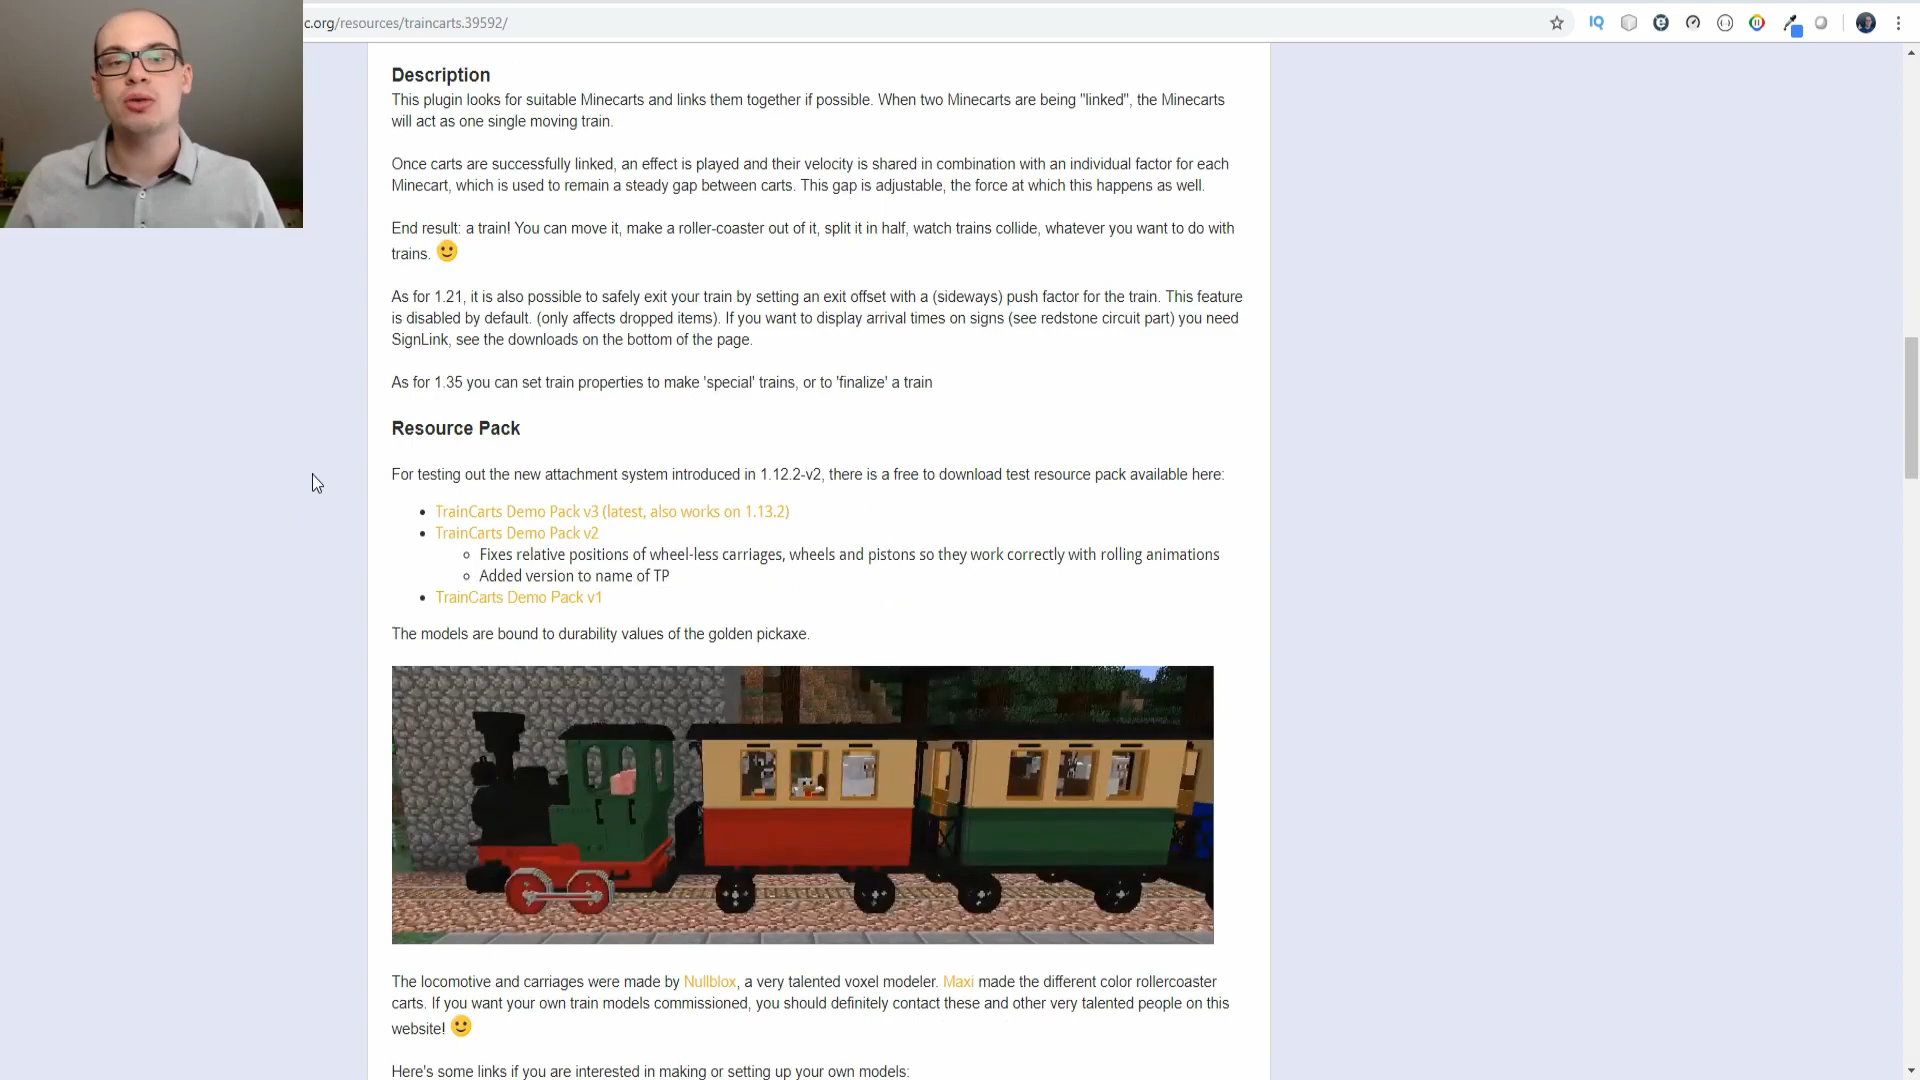 c.org/resources/traincarts.39592/
IQ
Description
This plugin looks for suitable Minecarts and links them together if possible. When two Minecarts are being "linked", the Minecarts
will act as one single moving train.
Once carts are successfully linked, an effect is played and their velocity is shared in combination with an individual factor for each
Minecart, which is used to remain a steady gap between carts. This gap is adjustable, the force at which this happens as well.
End result: a train! You can move it, make a roller-coaster out of it, split it in half, watch trains collide, whatever you want to do with
trains. 🙂
As for 1.21, it is also possible to safely exit your train by setting an exit offset with a (sideways) push factor for the train. This feature
is disabled by default. (only affects dropped items). If you want to display arrival times on signs (see redstone circuit part) you need
SignLink, see the downloads on the bottom of the page.
As for 1.35 you can set train properties to make 'special' trains, or to 'finalize' a train
Resource Pack
For testing out the new attachment system introduced in 1.12.2-v2, there is a free to download test resource pack available here:
• TrainCarts Demo Pack v3 (latest, also works on 1.13.2)
• TrainCarts Demo Pack v2
◦ Fixes relative positions of wheel-less carriages, wheels and pistons so they work correctly with rolling animations
◦ Added version to name of TP
• TrainCarts Demo Pack v1
The models are bound to durability values of the golden pickaxe.
The locomotive and carriages were made by Nullblox, a very talented voxel modeler. Maxi made the different color rollercoaster
carts. If you want your own train models commissioned, you should definitely contact these and other very talented people on this
website! 🙂
Here's some links if you are interested in making or setting up your own models: